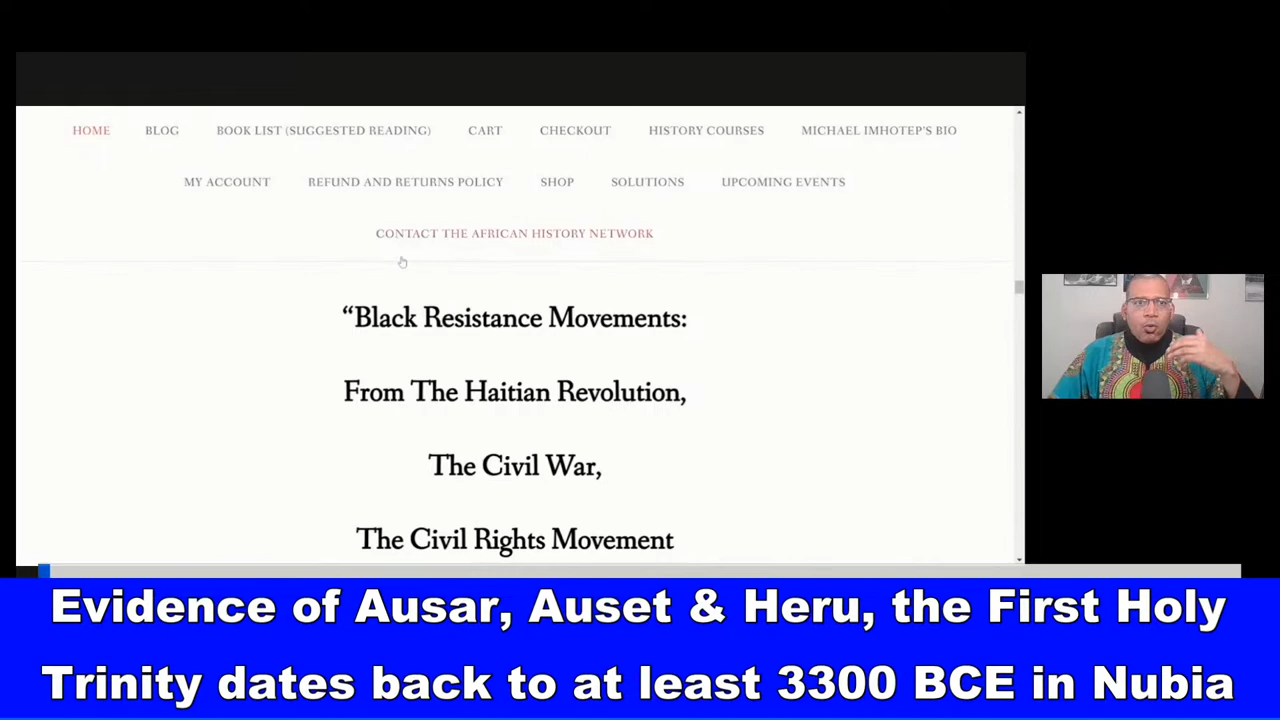 HOME BLOG BOOK LIST (SUGGESTED READING) CART CHECKOUT HISTORY COURSES MICHAEL IMHOTEP'S BIO
MY ACCOUNT REFUND AND RETURNS POLICY SHOP SOLUTIONS UPCOMING EVENTS
CONTACT THE AFRICAN HISTORY NETWORK
“Black Resistance Movements:
From The Haitian Revolution,
The Civil War,
The Civil Rights Movement
Evidence of Ausar, Auset & Heru, the First Holy
Trinity dates back to at least 3300 BCE in Nubia